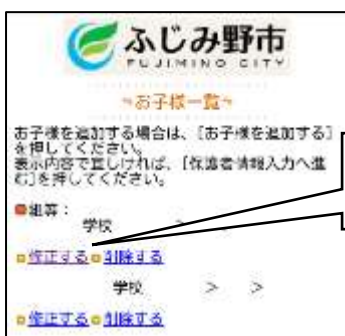 ふじみ野市
FUJIMINO CITY
お子様一覧
お子様を追加する場合は、[お子様を追加する]
を押してください。
表示内容で宜しければ、[保護者情報入力へ進
む]を押してください。
組等：
学校 >
修正する 削除する
学校 > >
修正する 削除する